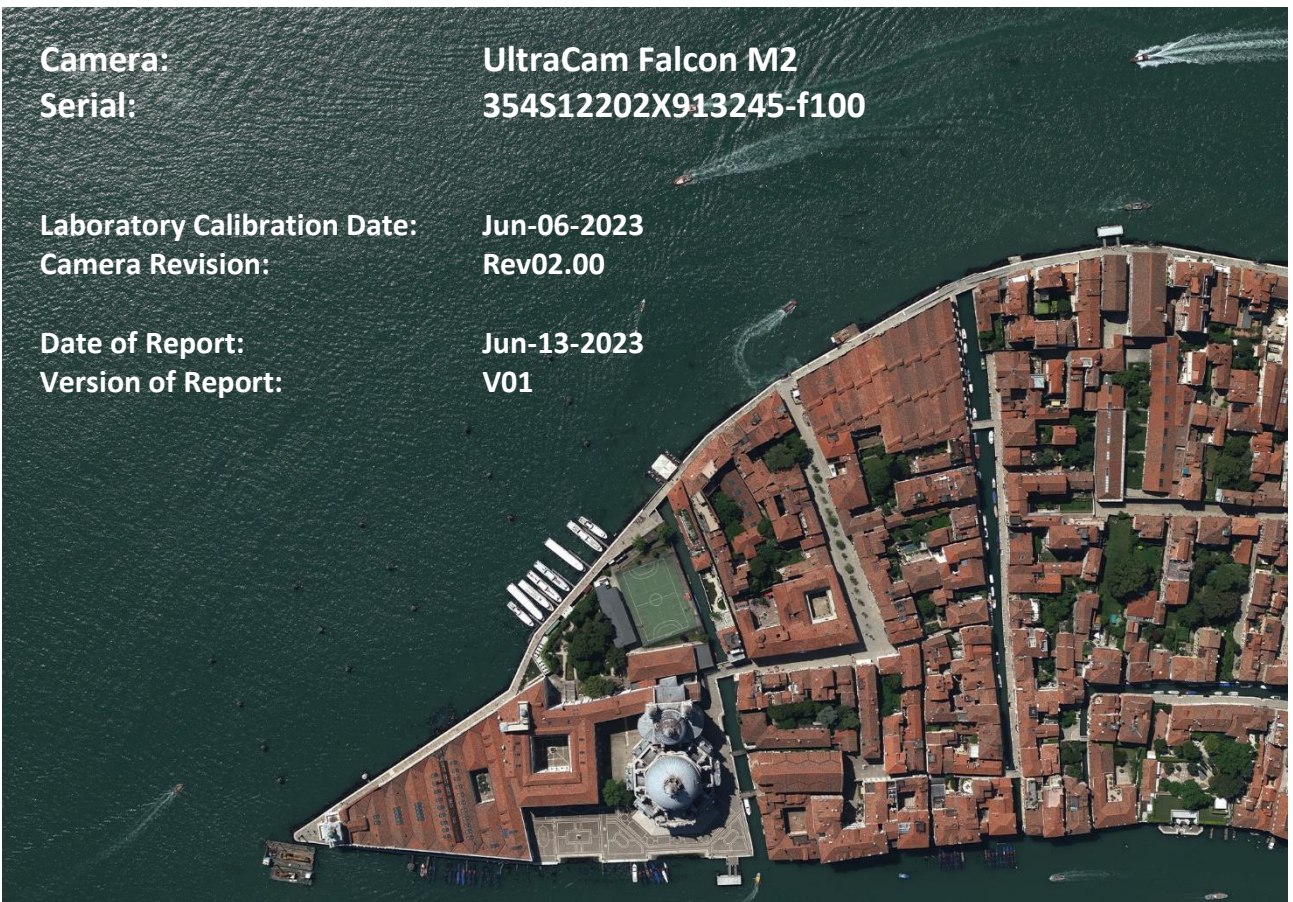 Camera: UltraCam Falcon M2
Serial: 354S12202X913245-f100
Laboratory Calibration Date: Jun-06-2023
Camera Revision: Rev02.00
Date of Report: Jun-13-2023
Version of Report: V01